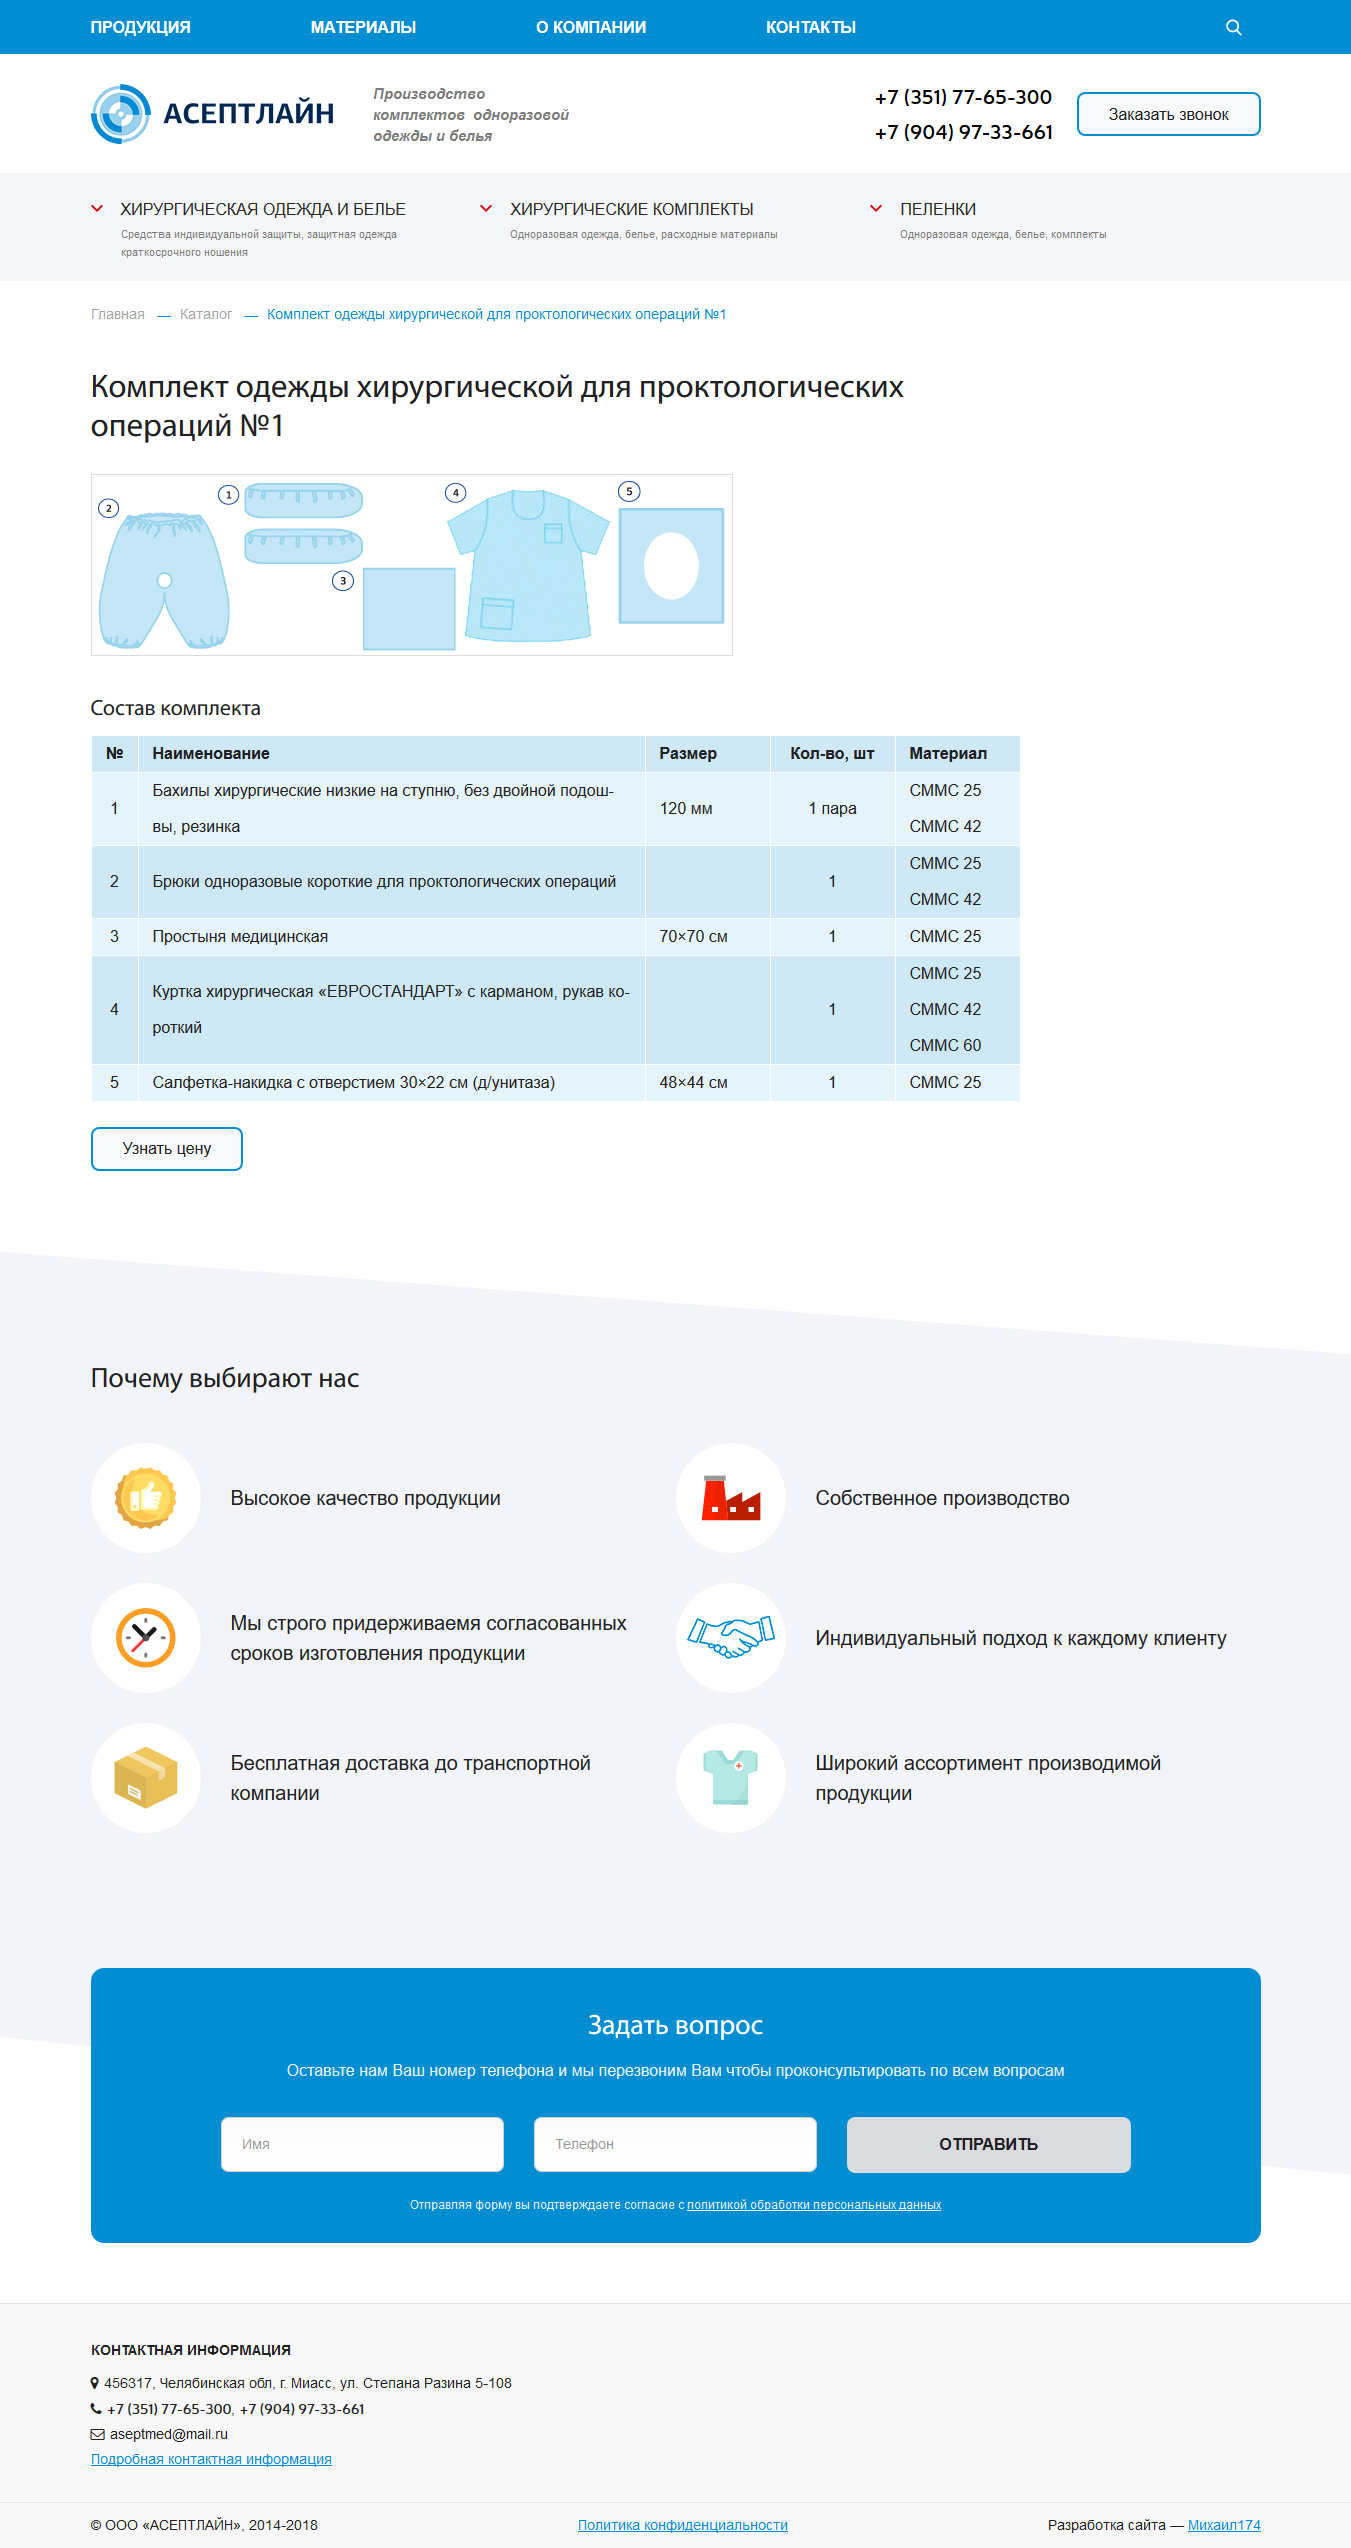 ПРОДУКЦИЯ МАТЕРИАЛЫ О КОМПАНИИ КОНТАКТЫ
АСЕПТЛАЙН
Производство
комплектов одноразовой
одежды и белья
+7 (351) 77-65-300
+7 (904) 97-33-661
Заказать звонок
ХИРУРГИЧЕСКАЯ ОДЕЖДА И БЕЛЬЕ
Средства индивидуальной защиты, защитная одежда
краткосрочного ношения
ХИРУРГИЧЕСКИЕ КОМПЛЕКТЫ
Одноразовая одежда, белье, расходные материалы
ПЕЛЕНКИ
Одноразовая одежда, белье, комплекты
Главная — Каталог — Комплект одежды хирургической для проктологических операций №1
Комплект одежды хирургической для проктологических
операций №1
2 1 3 4 5
Состав комплекта
№ Наименование Размер Кол-во, шт Материал
1 Бахилы хирургические низкие на ступню, без двойной подош-
вы, резинка 120 мм 1 пара СММС 25
СММС 42
2 Брюки одноразовые короткие для проктологических операций 1 СММС 25
СММС 42
3 Простыня медицинская 70×70 см 1 СММС 25
4 Куртка хирургическая «ЕВРОСТАНДАРТ» с карманом, рукав ко-
роткий 1 СММС 25
СММС 42
СММС 60
5 Салфетка-накидка с отверстием 30×22 см (д/унитаза) 48×44 см 1 СММС 25
Узнать цену
Почему выбирают нас
Высокое качество продукции
Собственное производство
Мы строго придерживаемя согласованных
сроков изготовления продукции
Индивидуальный подход к каждому клиенту
Бесплатная доставка до транспортной
компании
Широкий ассортимент производимой
продукции
Задать вопрос
Оставьте нам Ваш номер телефона и мы перезвоним Вам чтобы проконсультировать по всем вопросам
Имя Телефон ОТПРАВИТЬ
Отправляя форму вы подтверждаете согласие с политикой обработки персональных данных
КОНТАКТНАЯ ИНФОРМАЦИЯ
456317, Челябинская обл, г. Миасс, ул. Степана Разина 5-108
+7 (351) 77-65-300, +7 (904) 97-33-661
aseptmed@mail.ru
Подробная контактная информация
© ООО «АСЕПТЛАЙН», 2014-2018 Политика конфиденциальности Разработка сайта — Михаил174